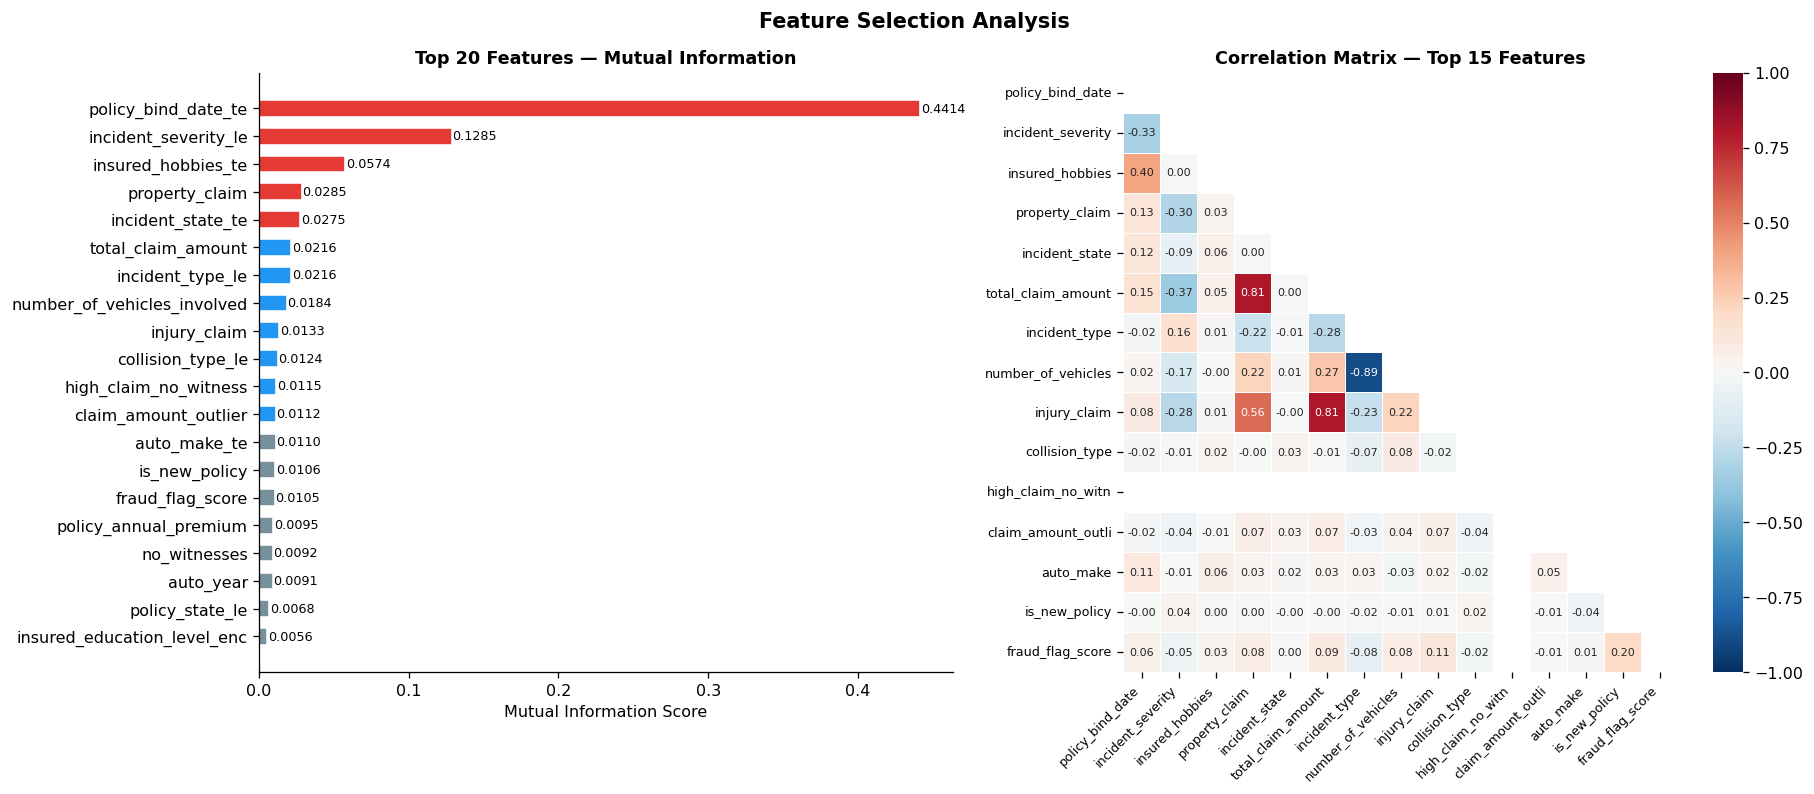 Feature Selection Analysis
Top 20 Features — Mutual Information
policy_bind_date_te 0.4414
incident_severity_le 0.1285
insured_hobbies_te 0.0574
property_claim 0.0285
incident_state_te 0.0275
total_claim_amount 0.0216
incident_type_le 0.0216
number_of_vehicles_involved 0.0184
injury_claim 0.0133
collision_type_le 0.0124
high_claim_no_witness 0.0115
claim_amount_outlier 0.0112
auto_make_te 0.0110
is_new_policy 0.0106
fraud_flag_score 0.0105
policy_annual_premium 0.0095
no_witnesses 0.0092
auto_year 0.0091
policy_state_le 0.0068
insured_education_level_enc 0.0056
0.0 0.1 0.2 0.3 0.4
Mutual Information Score
Correlation Matrix — Top 15 Features
policy_bind_date
incident_severity -0.33
insured_hobbies 0.40 0.00
property_claim 0.13 -0.30 0.03
incident_state 0.12 -0.09 0.06 0.00
total_claim_amount 0.15 -0.37 0.05 0.81 0.00
incident_type -0.02 0.16 0.01 -0.22 -0.01 -0.28
number_of_vehicles 0.02 -0.17 -0.00 0.22 0.01 0.27 -0.89
injury_claim 0.08 -0.28 0.01 0.56 -0.00 0.81 -0.23 0.22
collision_type -0.02 -0.01 0.02 -0.00 0.03 -0.01 -0.07 0.08 -0.02
high_claim_no_witn
claim_amount_outli -0.02 -0.04 -0.01 0.07 0.03 0.07 -0.03 0.04 0.07 -0.04
auto_make 0.11 -0.01 0.06 0.03 0.02 0.03 0.03 -0.03 0.02 -0.02 0.05
is_new_policy -0.00 0.04 0.00 0.00 -0.00 -0.00 -0.02 -0.01 0.01 0.02 -0.01 -0.04
fraud_flag_score 0.06 -0.05 0.03 0.08 0.00 0.09 -0.08 0.08 0.11 -0.02 -0.01 0.01 0.20
policy_bind_date
incident_severity
insured_hobbies
property_claim
incident_state
total_claim_amount
incident_type
number_of_vehicles
injury_claim
collision_type
high_claim_no_witn
claim_amount_outli
auto_make
is_new_policy
fraud_flag_score
1.00
0.75
0.50
0.25
0.00
−0.25
−0.50
−0.75
−1.00